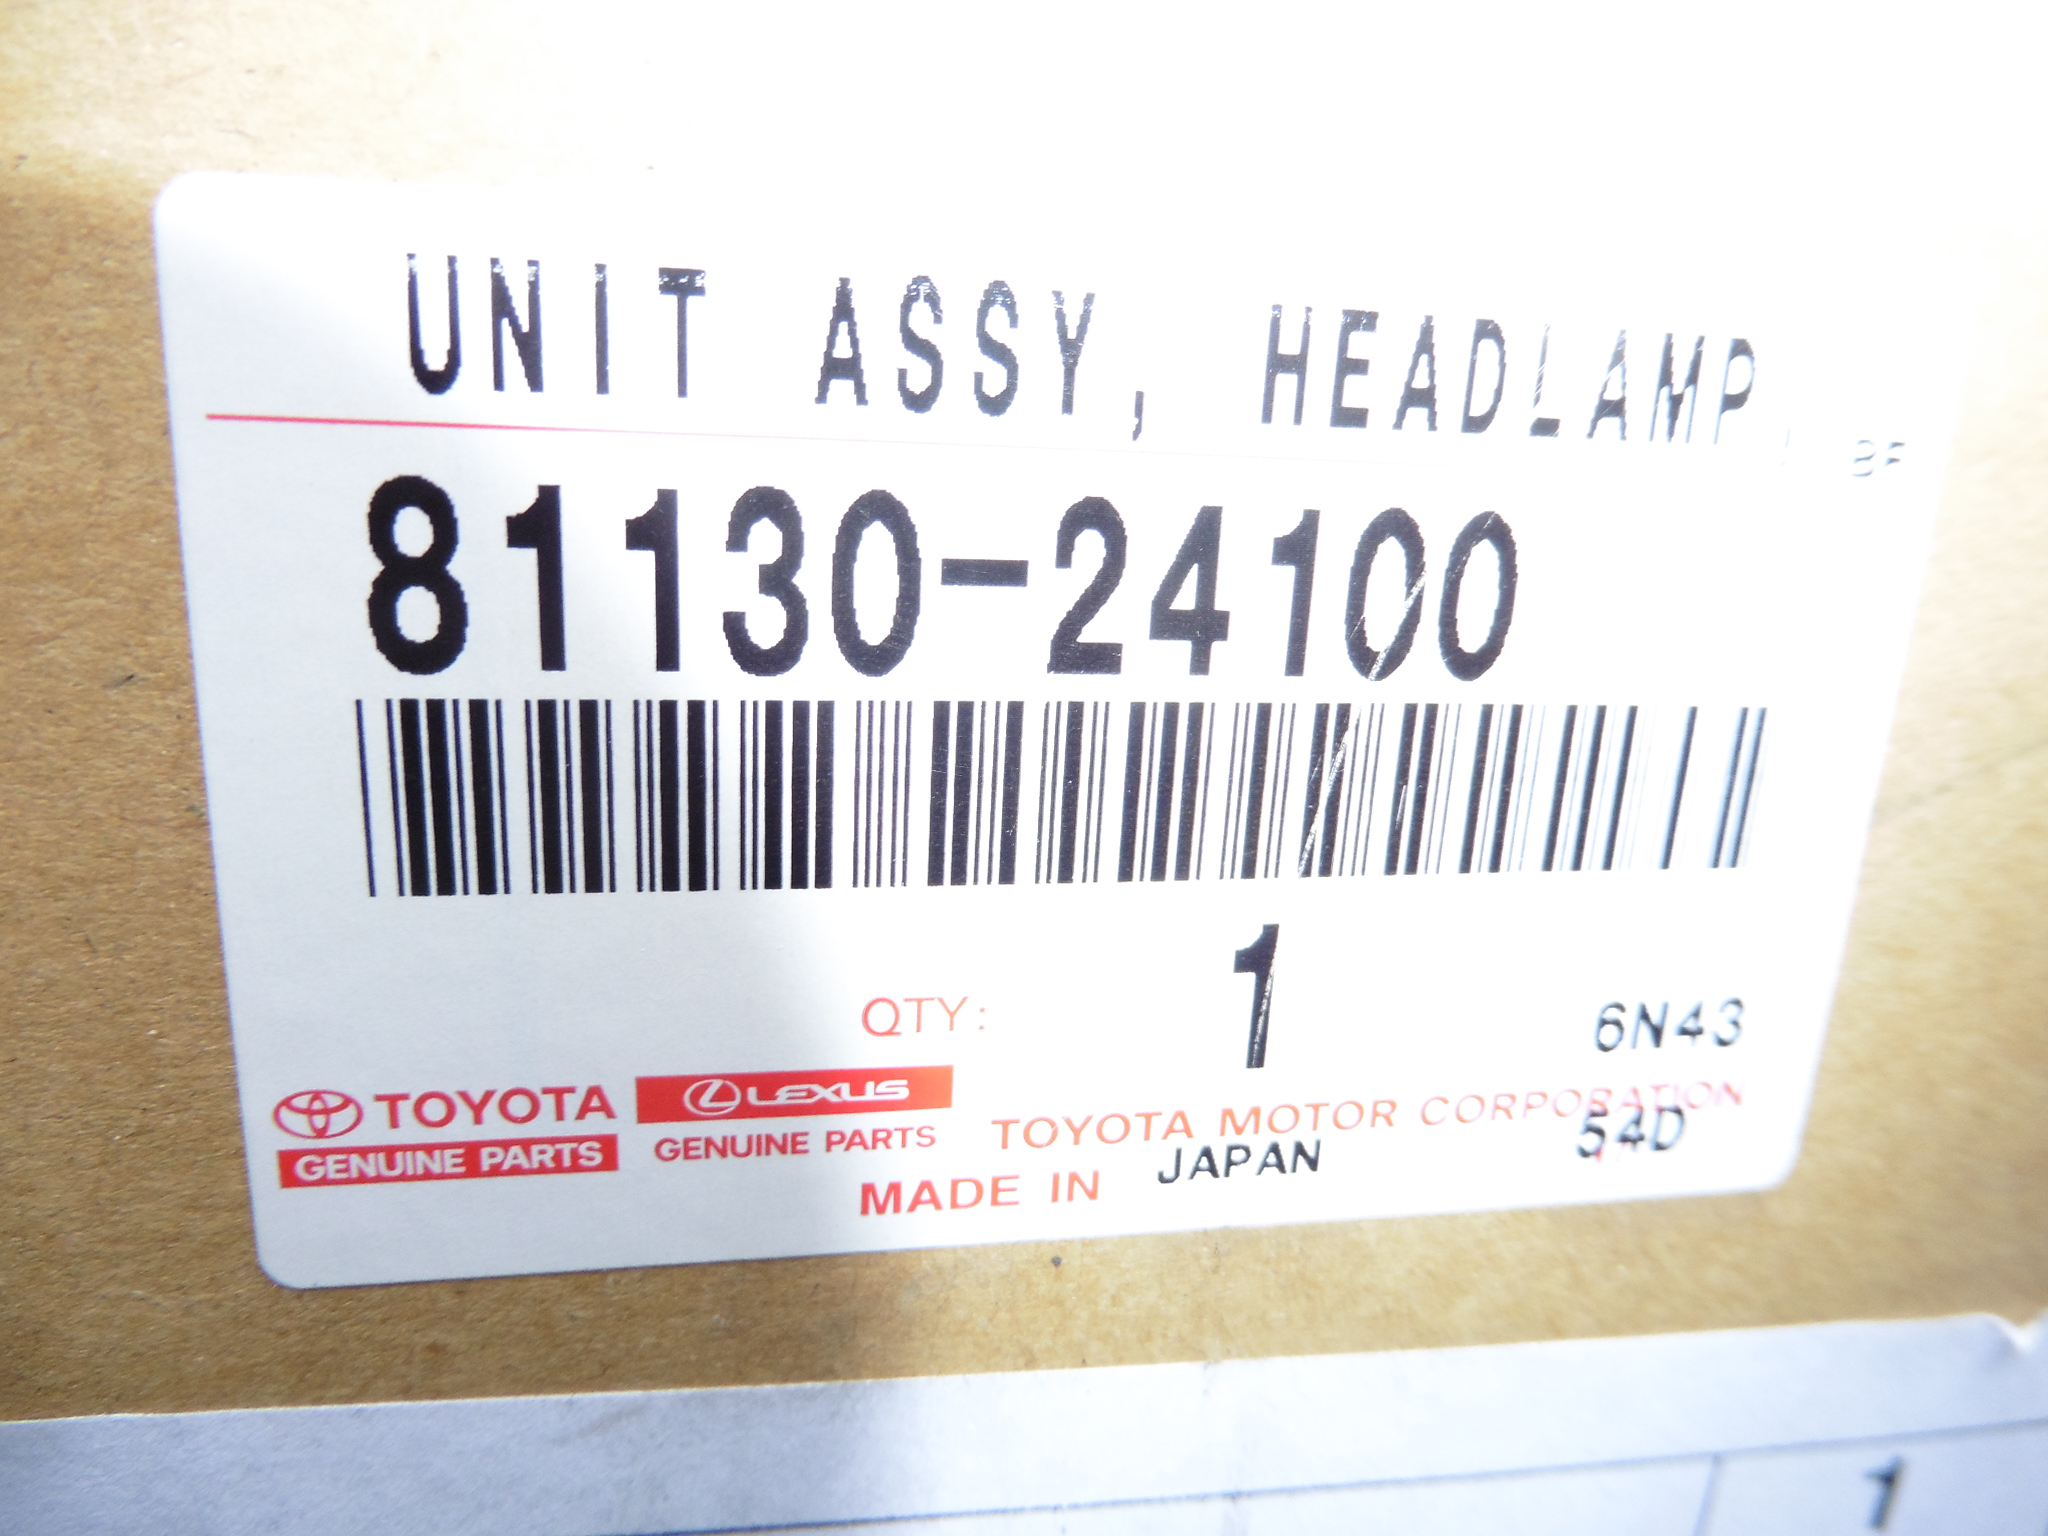 UNIT ASSY, HEADLAMP,
81130-24100
QTY: 1 6N43
TOYOTA LEXUS
GENUINE PARTS GENUINE PARTS
TOYOTA MOTOR CORPORATION
54D
MADE IN JAPAN
1